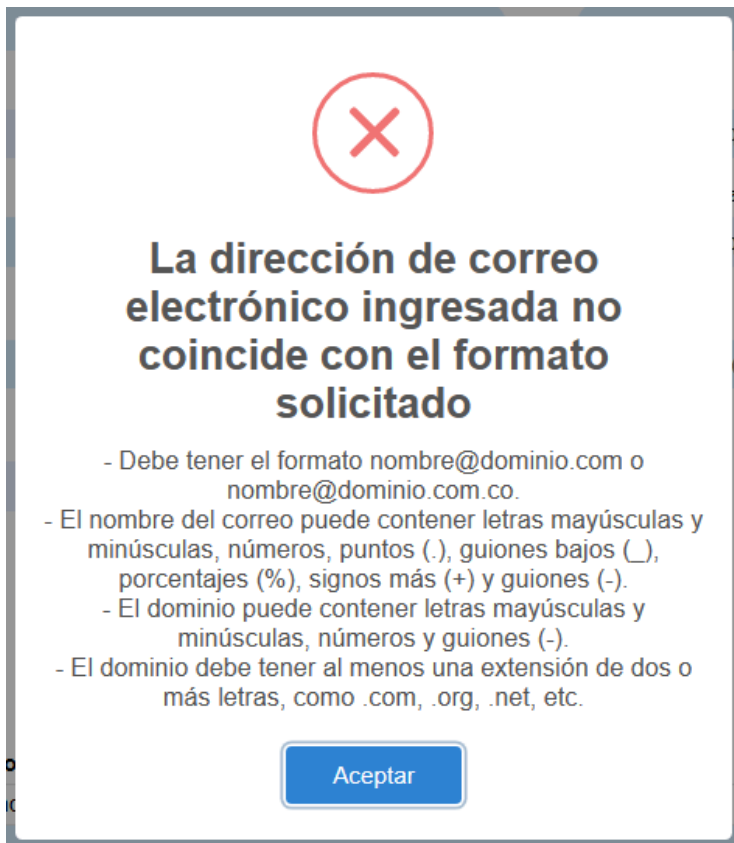 La dirección de correo
electrónico ingresada no
coincide con el formato
solicitado
- Debe tener el formato nombre@dominio.com o
nombre@dominio.com.co.
- El nombre del correo puede contener letras mayúsculas y
minúsculas, números, puntos (.), guiones bajos (_),
porcentajes (%), signos más (+) y guiones (-).
- El dominio puede contener letras mayúsculas y
minúsculas, números y guiones (-).
- El dominio debe tener al menos una extensión de dos o
más letras, como .com, .org, .net, etc.
Aceptar